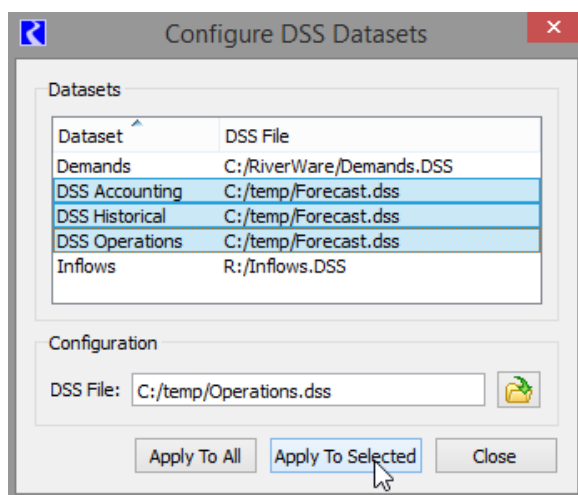 Configure DSS Datasets
Datasets
Dataset DSS File
Demands C:/RiverWare/Demands.DSS
DSS Accounting C:/temp/Forecast.dss
DSS Historical C:/temp/Forecast.dss
DSS Operations C:/temp/Forecast.dss
Inflows R:/Inflows.DSS
Configuration
DSS File: C:/temp/Operations.dss
Apply To All Apply To Selected Close